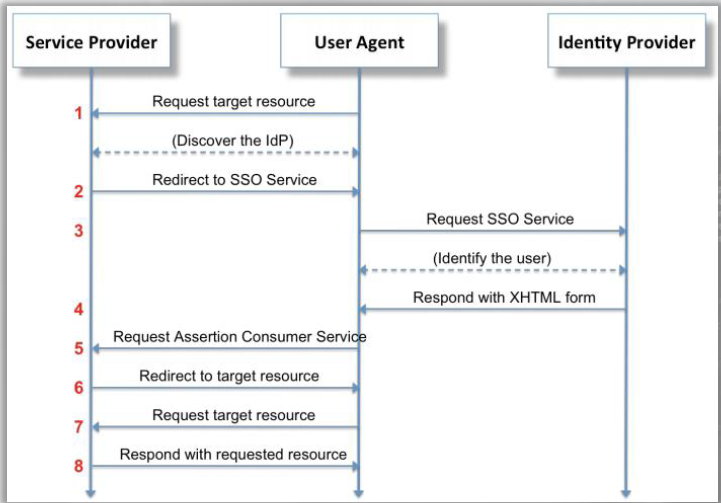 Service Provider
User Agent
Identity Provider
1
Request target resource
(Discover the IdP)
2
Redirect to SSO Service
3
Request SSO Service
(Identify the user)
4
Respond with XHTML form
5
Request Assertion Consumer Service
6
Redirect to target resource
7
Request target resource
8
Respond with requested resource